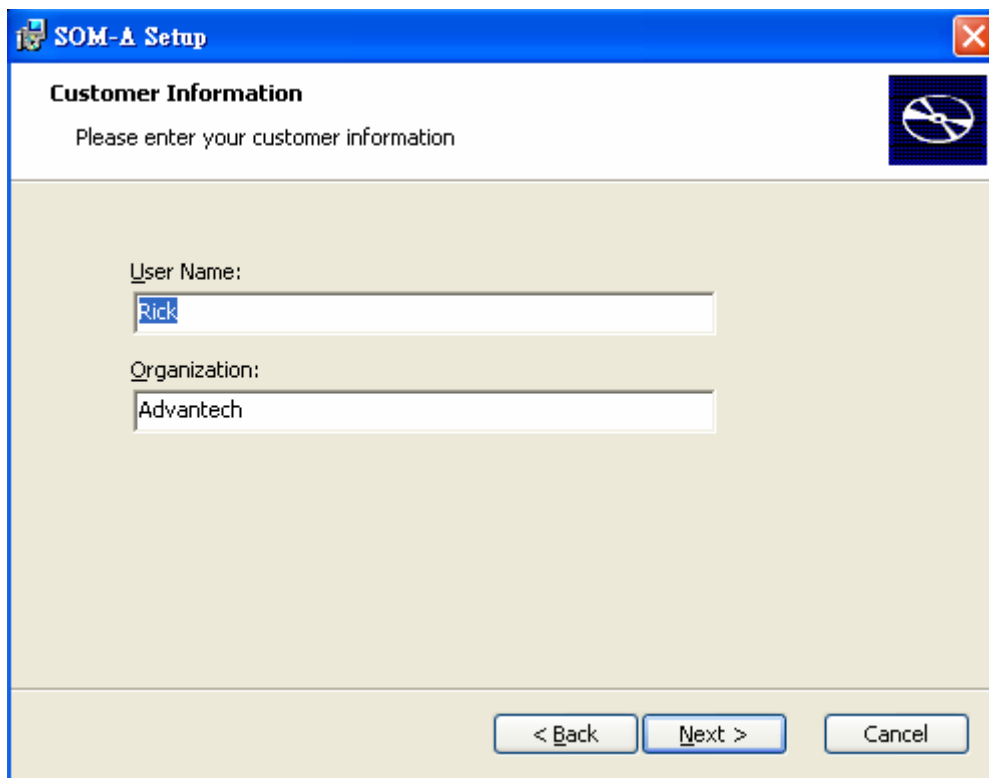 SOM-A Setup
Customer Information
Please enter your customer information
User Name:
Rick
Organization:
Advantech
< Back
Next >
Cancel